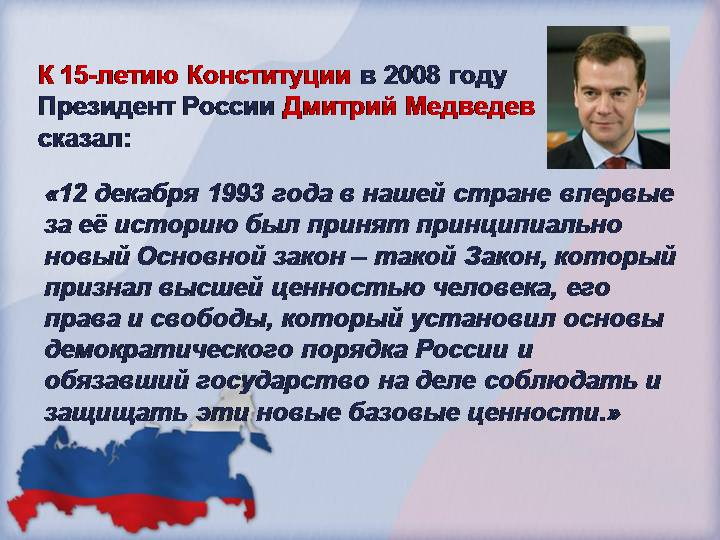 К 15-летию Конституции в 2008 году
Президент России Дмитрий Медведев
сказал:
«12 декабря 1993 года в нашей стране впервые
за её историю был принят принципиально
новый Основной закон – такой Закон, который
признал высшей ценностью человека, его
права и свободы, который установил основы
демократического порядка России и
обязавший государство на деле соблюдать и
защищать эти новые базовые ценности.»